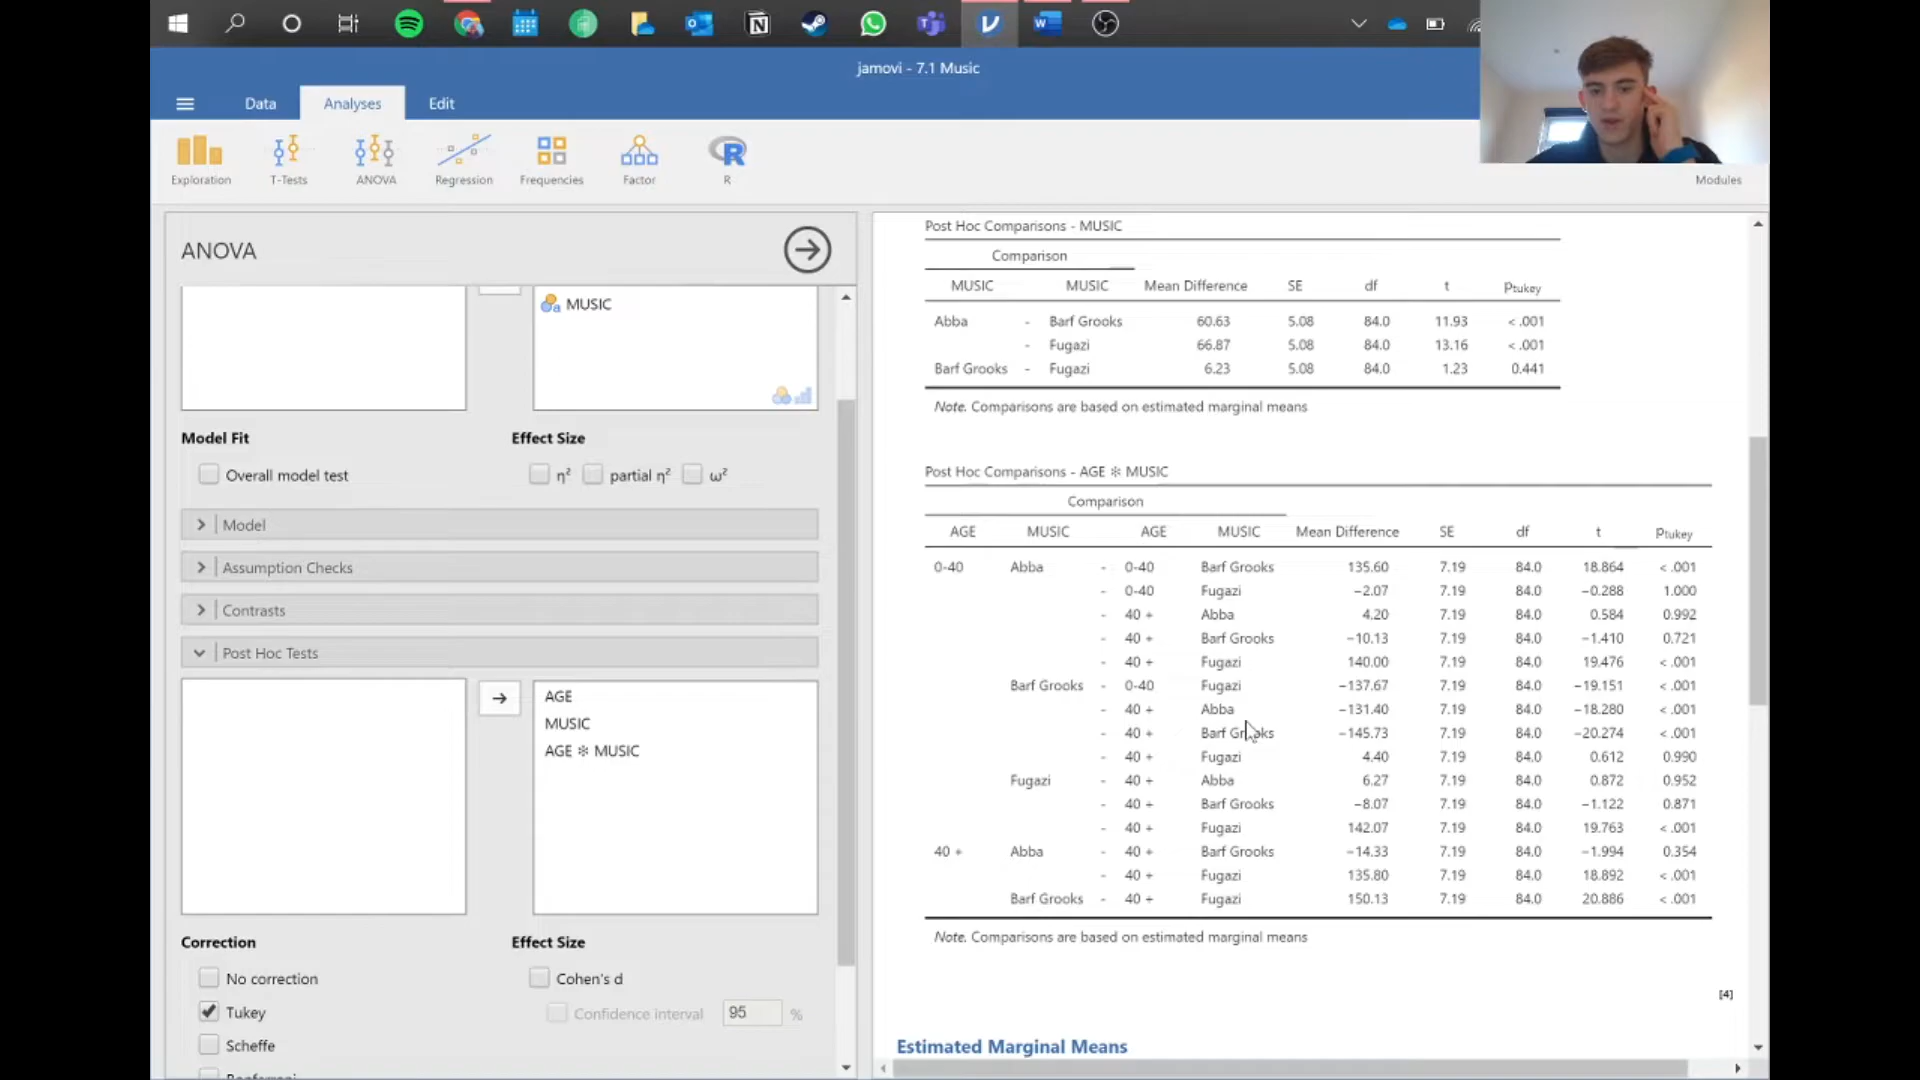 jamovi - 7.1 Music
Data Analyses Edit
Exploration T-Tests ANOVA Regression Frequencies Factor R Modules
ANOVA
MUSIC
Model Fit Effect Size
Overall model test η² partial η² ω²
Model
Assumption Checks
Contrasts
Post Hoc Tests
AGE
MUSIC
AGE ✻ MUSIC
Correction Effect Size
No correction Cohen's d
Tukey Confidence interval 95 %
Scheffe
Post Hoc Comparisons - MUSIC
Comparison
MUSIC MUSIC Mean Difference SE df t Ptukey
Abba - Barf Grooks 60.63 5.08 84.0 11.93 < .001
- Fugazi 66.87 5.08 84.0 13.16 < .001
Barf Grooks - Fugazi 6.23 5.08 84.0 1.23 0.441
Note. Comparisons are based on estimated marginal means
Post Hoc Comparisons - AGE ✻ MUSIC
Comparison
AGE MUSIC AGE MUSIC Mean Difference SE df t Ptukey
0-40 Abba - 0-40 Barf Grooks 135.60 7.19 84.0 18.864 < .001
- 0-40 Fugazi −2.07 7.19 84.0 −0.288 1.000
- 40 + Abba 4.20 7.19 84.0 0.584 0.992
- 40 + Barf Grooks −10.13 7.19 84.0 −1.410 0.721
- 40 + Fugazi 140.00 7.19 84.0 19.476 < .001
Barf Grooks - 0-40 Fugazi −137.67 7.19 84.0 −19.151 < .001
- 40 + Abba −131.40 7.19 84.0 −18.280 < .001
- 40 + Barf Grooks −145.73 7.19 84.0 −20.274 < .001
- 40 + Fugazi 4.40 7.19 84.0 0.612 0.990
Fugazi - 40 + Abba 6.27 7.19 84.0 0.872 0.952
- 40 + Barf Grooks −8.07 7.19 84.0 −1.122 0.871
- 40 + Fugazi 142.07 7.19 84.0 19.763 < .001
40 + Abba - 40 + Barf Grooks −14.33 7.19 84.0 −1.994 0.354
- 40 + Fugazi 135.80 7.19 84.0 18.892 < .001
Barf Grooks - 40 + Fugazi 150.13 7.19 84.0 20.886 < .001
Note. Comparisons are based on estimated marginal means
[4]
Estimated Marginal Means